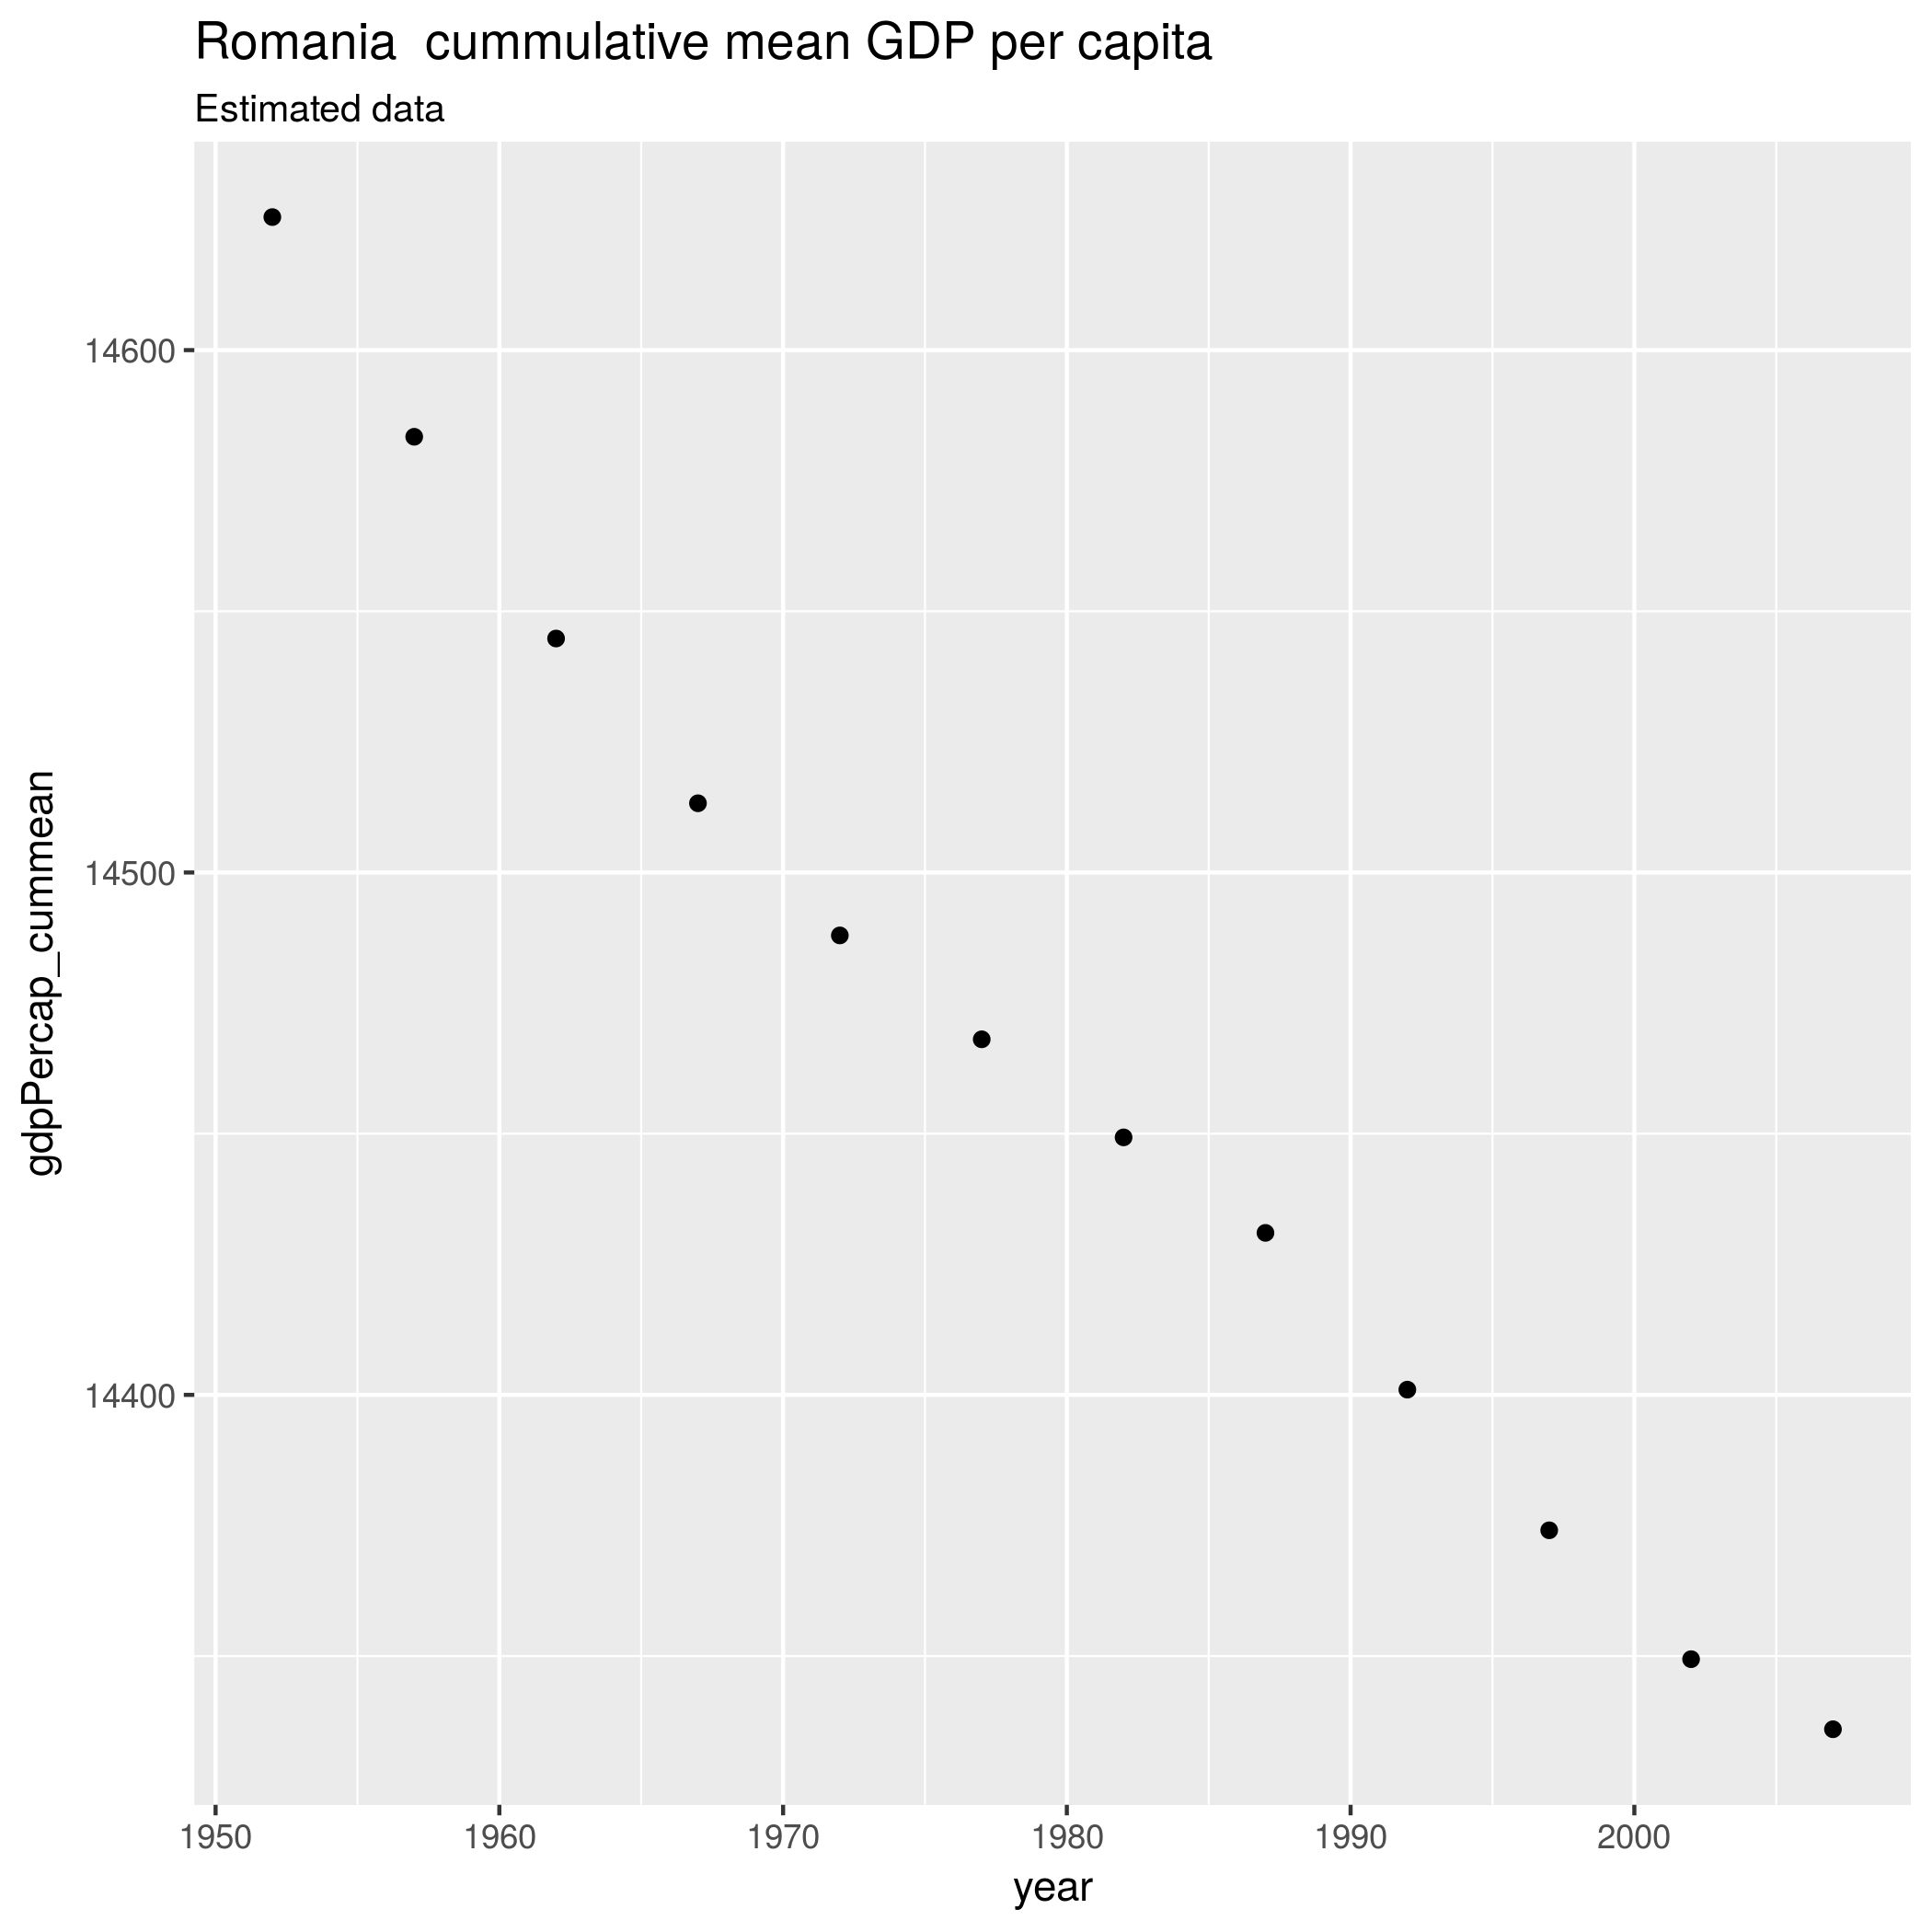 Romania  cummulative mean GDP per capita
Estimated data
gdpPercap_cummean
14600
14500
14400
1950 1960 1970 1980 1990 2000
year